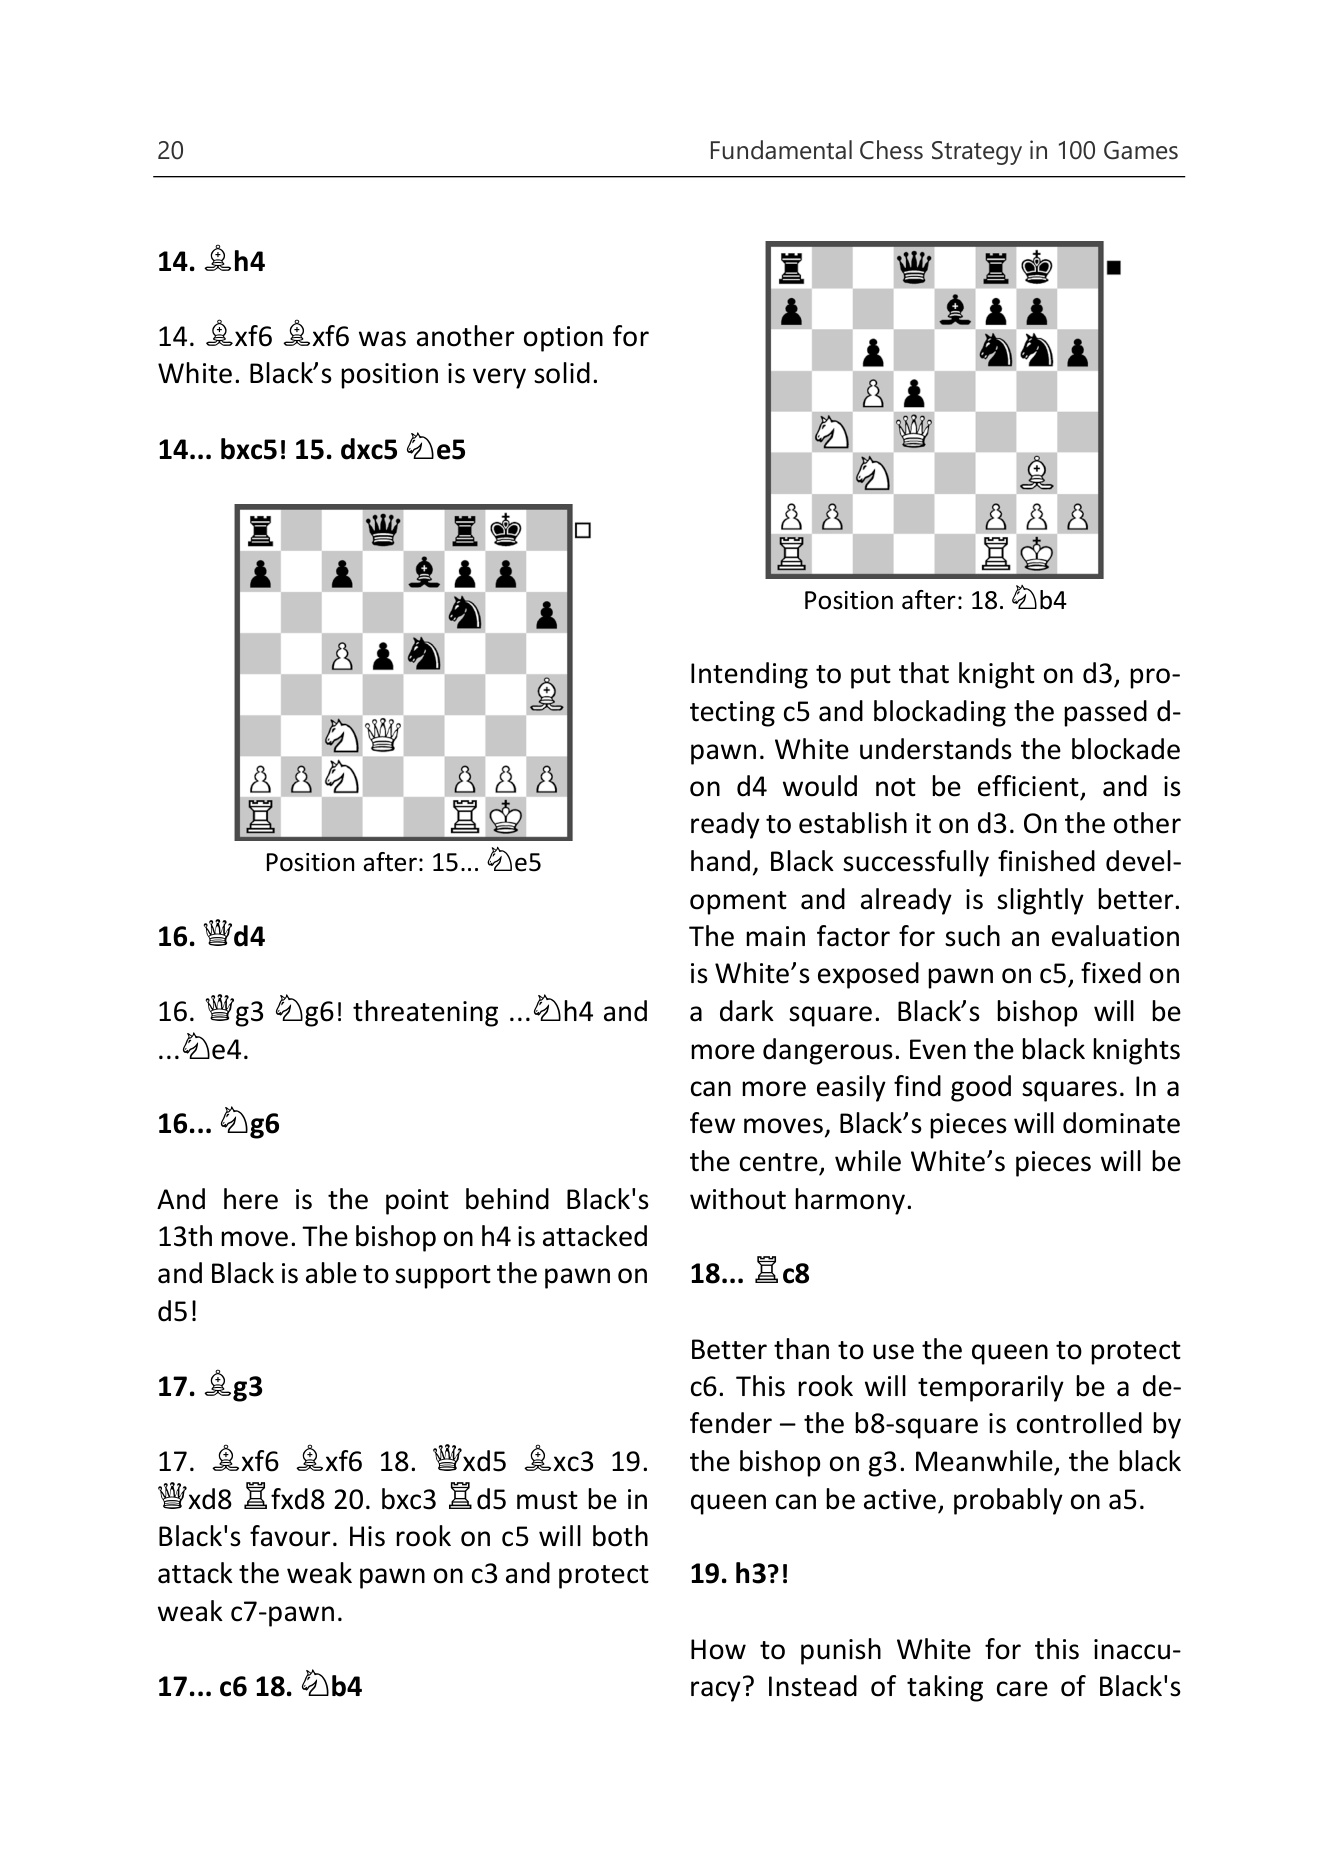 20
Fundamental Chess Strategy in 100 Games
14. ♗h4
14. ♗xf6 ♗xf6 was another option for
White. Black’s position is very solid.
14... bxc5! 15. dxc5 ♘e5
Position after: 15... ♘e5
16. ♕d4
16. ♕g3 ♘g6! threatening ...♘h4 and
...♘e4.
16... ♘g6
And here is the point behind Black's
13th move. The bishop on h4 is attacked
and Black is able to support the pawn on
d5!
17. ♗g3
17. ♗xf6 ♗xf6 18. ♕xd5 ♗xc3 19.
♕xd8 ♖fxd8 20. bxc3 ♖d5 must be in
Black's favour. His rook on c5 will both
attack the weak pawn on c3 and protect
weak c7-pawn.
17... c6 18. ♘b4
Position after: 18. ♘b4
Intending to put that knight on d3, pro-
tecting c5 and blockading the passed d-
pawn. White understands the blockade
on d4 would not be efficient, and is
ready to establish it on d3. On the other
hand, Black successfully finished devel-
opment and already is slightly better.
The main factor for such an evaluation
is White’s exposed pawn on c5, fixed on
a dark square. Black’s bishop will be
more dangerous. Even the black knights
can more easily find good squares. In a
few moves, Black’s pieces will dominate
the centre, while White’s pieces will be
without harmony.
18... ♖c8
Better than to use the queen to protect
c6. This rook will temporarily be a de-
fender – the b8-square is controlled by
the bishop on g3. Meanwhile, the black
queen can be active, probably on a5.
19. h3?!
How to punish White for this inaccu-
racy? Instead of taking care of Black's